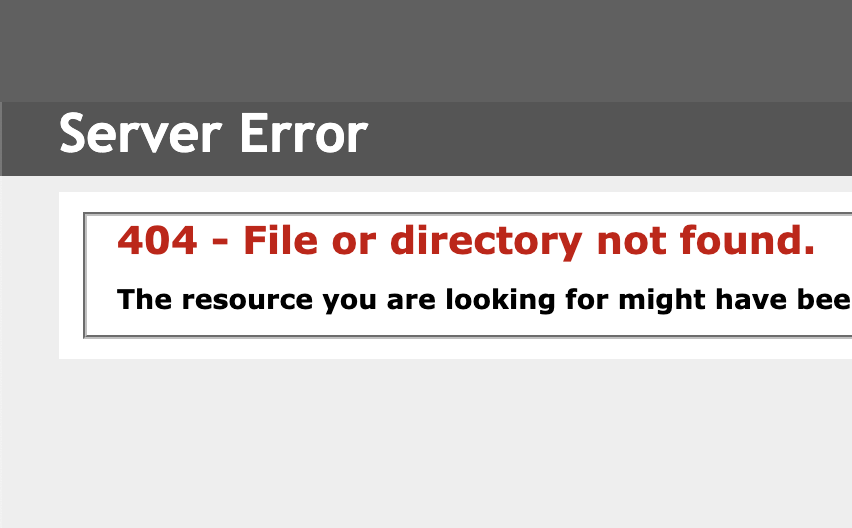 Server Error
404 - File or directory not found.
The resource you are looking for might have